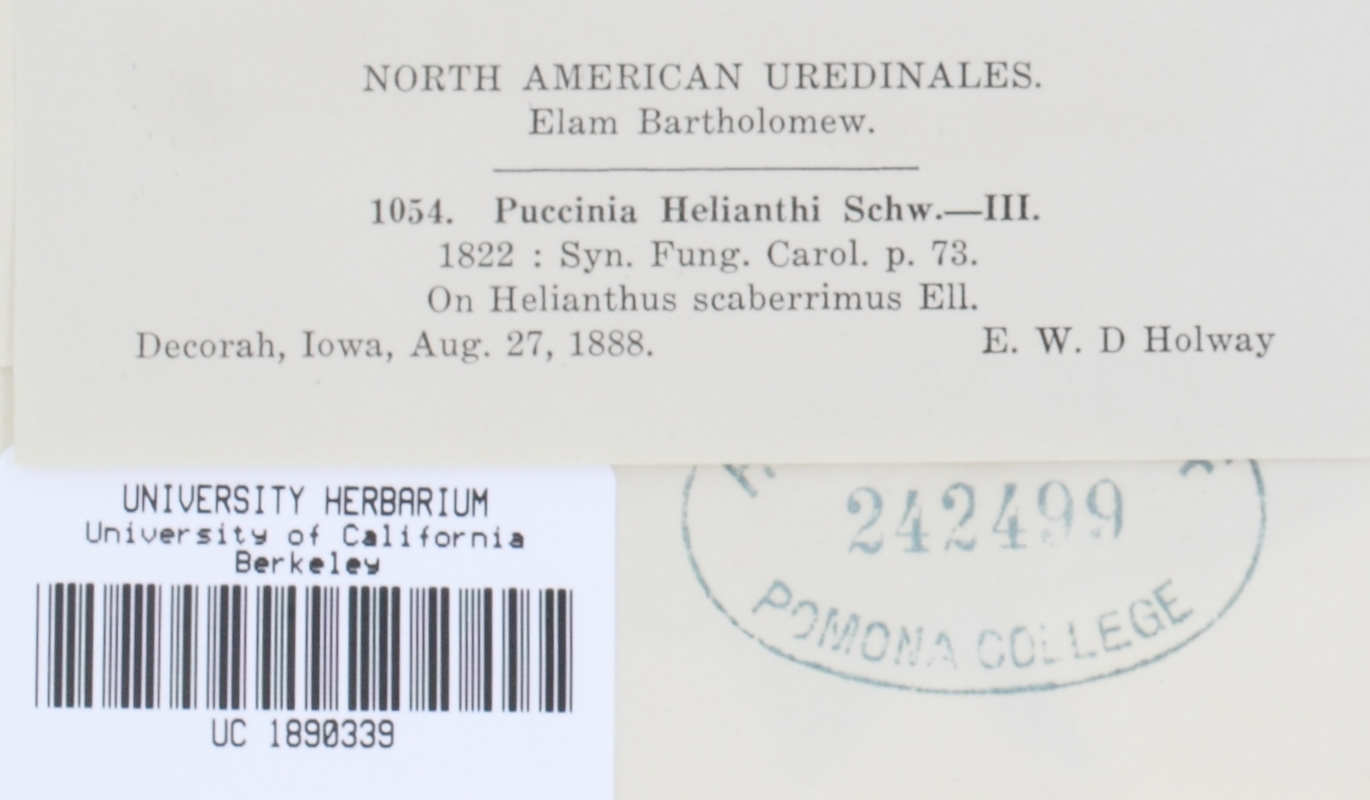 NORTH AMERICAN UREDINALES.
Elam Bartholomew.
1054. Puccinia Helianthi Schw.—III.
1822 : Syn. Fung. Carol. p. 73.
On Helianthus scaberrimus Ell.
Decorah, Iowa, Aug. 27, 1888. E. W. D Holway
UNIVERSITY HERBARIUM
University of California
Berkeley
UC 1890339
242499
POMONA COLLEGE